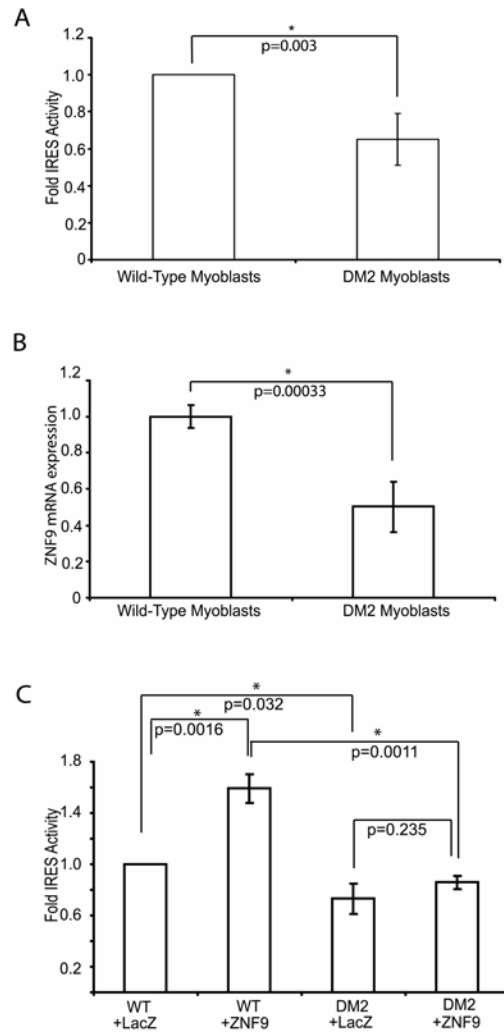 A
Fold IRES Activity
1.2
1.0
0.8
0.6
0.4
0.2
0
*
p=0.003
Wild-Type Myoblasts
DM2 Myoblasts
B
ZNF9 mRNA expression
1.2
1.0
0.8
0.6
0.4
0.2
0
*
p=0.00033
Wild-Type Myoblasts
DM2 Myoblasts
C
Fold IRES Activity
1.8
1.4
1.0
0.6
0.2
*
p=0.032
*
p=0.0016
*
p=0.0011
p=0.235
WT
+LacZ
WT
+ZNF9
DM2
+LacZ
DM2
+ZNF9